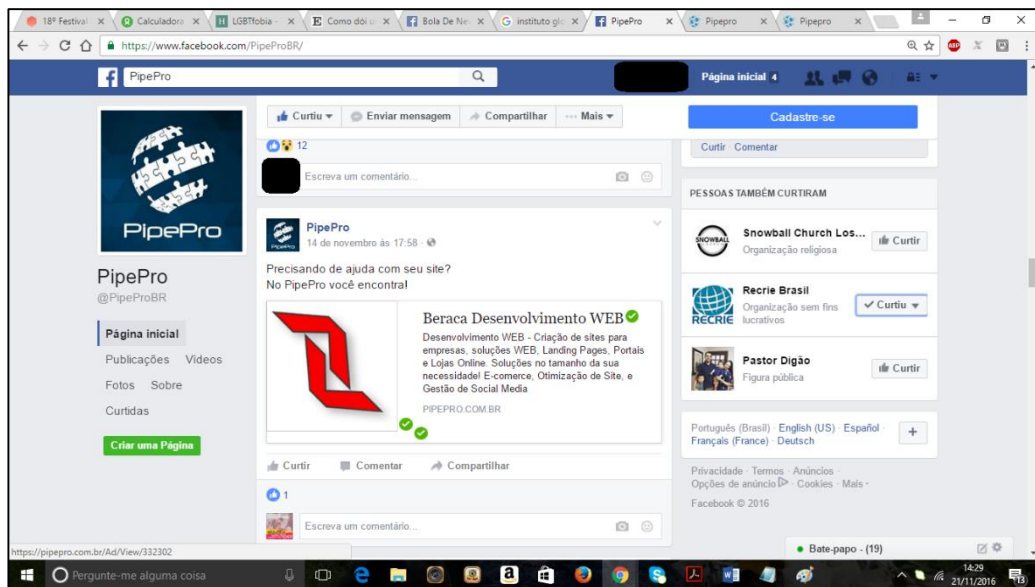 18º Festival
Calculadora
LGBTfobia -
Como dói u
Bola De Ne
instituto glo
PipePro
Pipepro
Pipepro
https://www.facebook.com/PipeProBR/
ABP
PipePro
Página inicial 4
PipePro
PipePro
@PipeProBR
Página inicial
Publicações Vídeos
Fotos Sobre
Curtidas
Criar uma Página
Curtiu
Enviar mensagem
Compartilhar
Mais
12
Escreva um comentário...
PipePro
14 de novembro às 17:58
Precisando de ajuda com seu site?
No PipePro você encontra!
Beraca Desenvolvimento WEB
Desenvolvimento WEB - Criação de sites para
empresas, soluções WEB, Landing Pages, Portais
e Lojas Online. Soluções no tamanho da sua
necessidade! E-comerce, Otimização de Site, e
Gestão de Social Media
PIPEPRO.COM.BR
Curtir
Comentar
Compartilhar
1
Escreva um comentário...
Cadastre-se
Curtir · Comentar
PESSOAS TAMBÉM CURTIRAM
SNOWBALL
Snowball Church Los...
Organização religiosa
Curtir
RECRIE
Recrie Brasil
Organização sem fins
lucrativos
Curtiu
Pastor Digão
Figura pública
Curtir
Português (Brasil) · English (US) · Español ·
Français (France) · Deutsch
Privacidade · Termos · Anúncios ·
Opções de anúncio · Cookies · Mais
Facebook © 2016
Bate-papo - (19)
https://pipepro.com.br/Ad/View/332302
Pergunte-me alguma coisa
14:29
21/11/2016